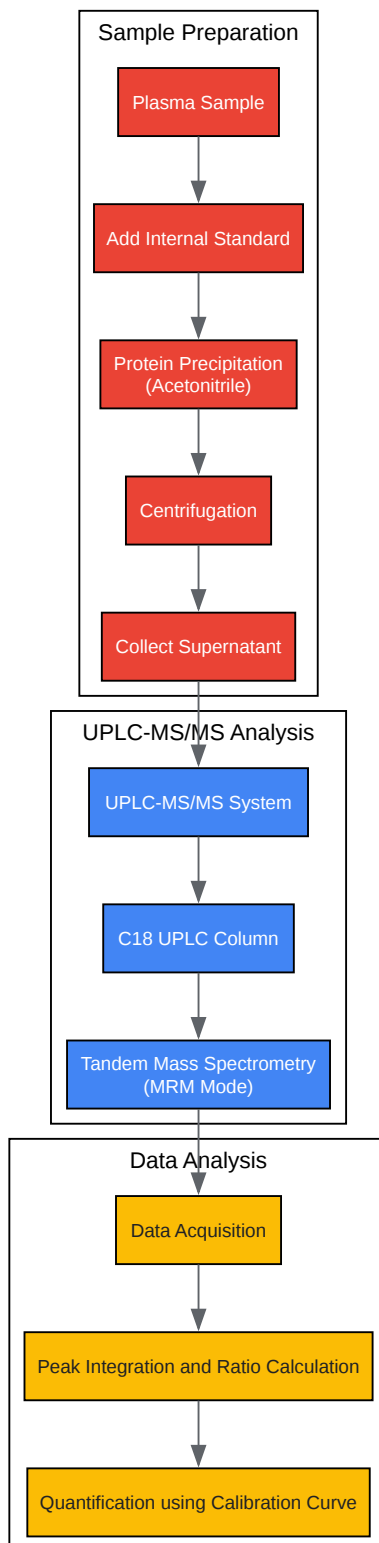 Sample Preparation
Plasma Sample
Add Internal Standard
Protein Precipitation
(Acetonitrile)
Centrifugation
Collect Supernatant
UPLC-MS/MS Analysis
UPLC-MS/MS System
C18 UPLC Column
Tandem Mass Spectrometry
(MRM Mode)
Data Analysis
Data Acquisition
Peak Integration and Ratio Calculation
Quantification using Calibration Curve